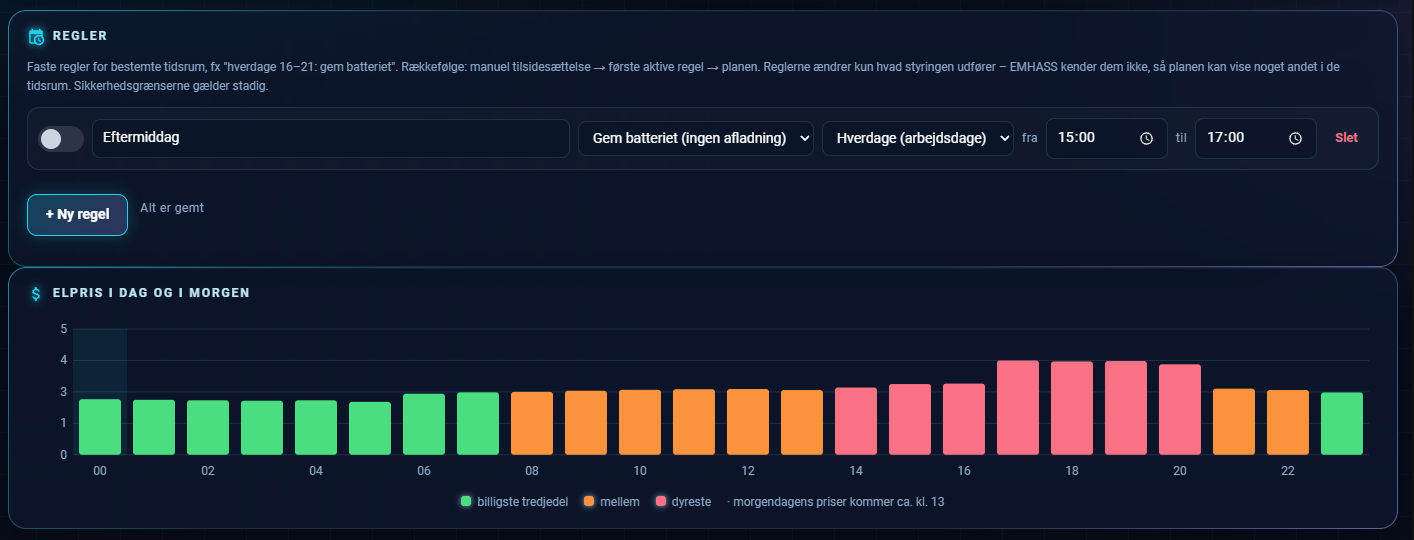 REGLER
Faste regler for bestemte tidsrum, fx "hverdage 16–21: gem batteriet". Rækkefølge: manuel tilsidesættelse → første aktive regel → planen. Reglerne ændrer kun hvad styringen udfører – EMHASS kender dem ikke, så planen kan vise noget andet i de
tidsrum. Sikkerhedsgrænserne gælder stadig.
Eftermiddag Gem batteriet (ingen afladning) Hverdage (arbejdsdage) fra 15:00 til 17:00 Slet
+ Ny regel Alt er gemt
$ ELPRIS I DAG OG I MORGEN
5
4
3
1
0
00 02 04 06 08 10 12 14 16 18 20 22
billigste tredjedel mellem dyreste · morgendagens priser kommer ca. kl. 13